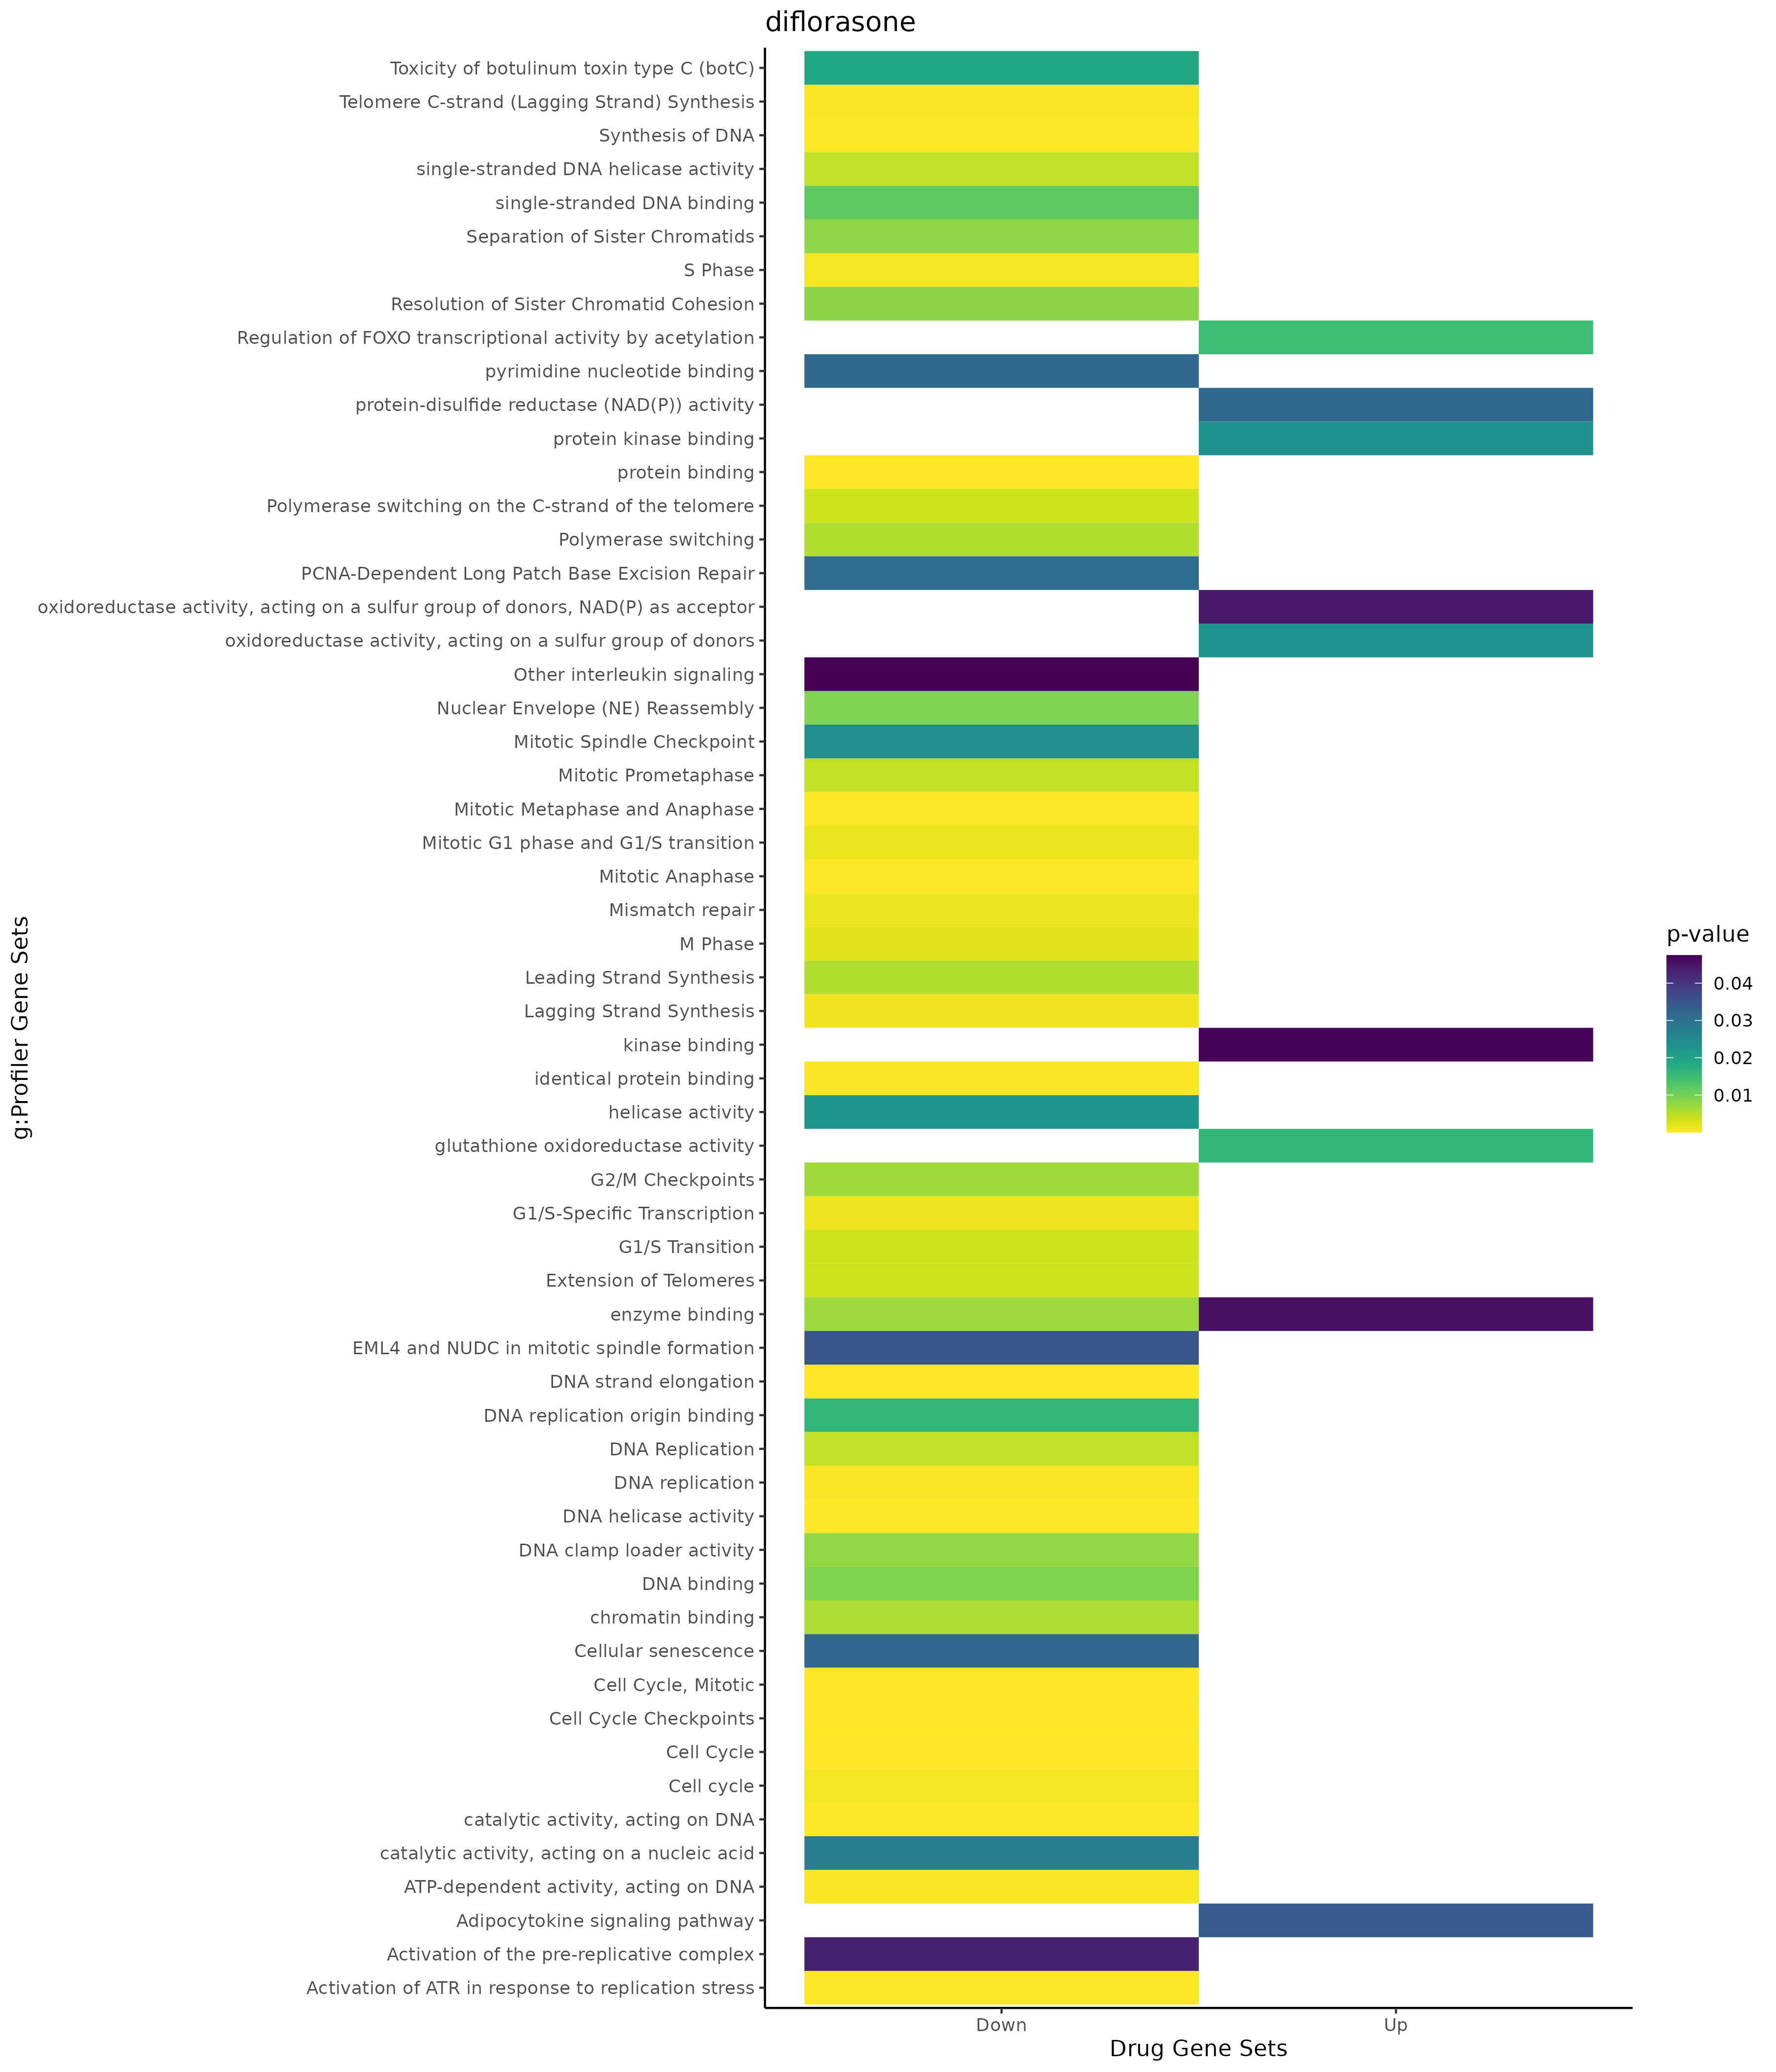 diflorasone
Toxicity of botulinum toxin type C (botC)
Telomere C-strand (Lagging Strand) Synthesis
Synthesis of DNA
single-stranded DNA helicase activity
single-stranded DNA binding
Separation of Sister Chromatids
S Phase
Resolution of Sister Chromatid Cohesion
Regulation of FOXO transcriptional activity by acetylation
pyrimidine nucleotide binding
protein-disulfide reductase (NAD(P)) activity
protein kinase binding
protein binding
Polymerase switching on the C-strand of the telomere
Polymerase switching
PCNA-Dependent Long Patch Base Excision Repair
oxidoreductase activity, acting on a sulfur group of donors, NAD(P) as acceptor
oxidoreductase activity, acting on a sulfur group of donors
Other interleukin signaling
Nuclear Envelope (NE) Reassembly
Mitotic Spindle Checkpoint
Mitotic Prometaphase
Mitotic Metaphase and Anaphase
Mitotic G1 phase and G1/S transition
Mitotic Anaphase
Mismatch repair
M Phase
Leading Strand Synthesis
Lagging Strand Synthesis
kinase binding
identical protein binding
helicase activity
glutathione oxidoreductase activity
G2/M Checkpoints
G1/S-Specific Transcription
G1/S Transition
Extension of Telomeres
enzyme binding
EML4 and NUDC in mitotic spindle formation
DNA strand elongation
DNA replication origin binding
DNA Replication
DNA replication
DNA helicase activity
DNA clamp loader activity
DNA binding
chromatin binding
Cellular senescence
Cell Cycle, Mitotic
Cell Cycle Checkpoints
Cell Cycle
Cell cycle
catalytic activity, acting on DNA
catalytic activity, acting on a nucleic acid
ATP-dependent activity, acting on DNA
Adipocytokine signaling pathway
Activation of the pre-replicative complex
Activation of ATR in response to replication stress
g:Profiler Gene Sets
Down
Up
Drug Gene Sets
p-value
0.04
0.03
0.02
0.01